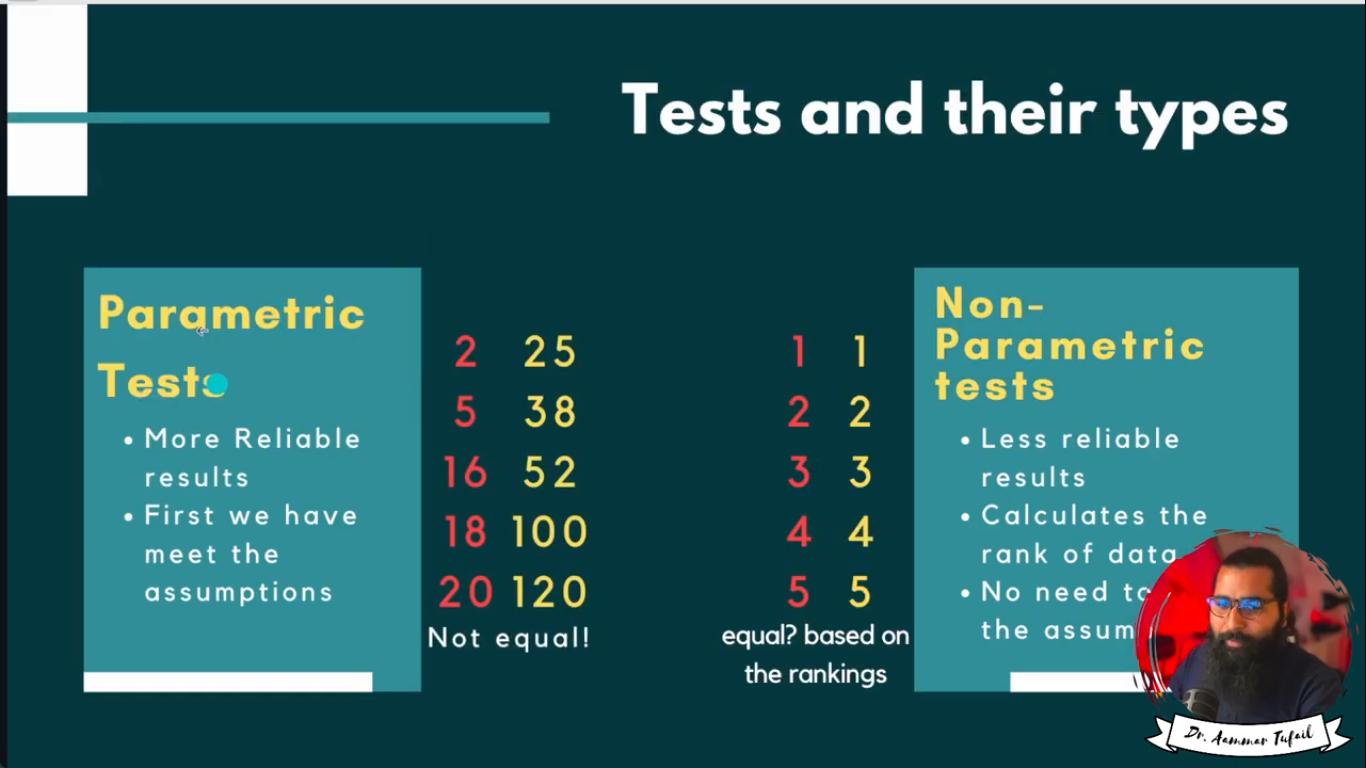 Tests and their types
Parametric
Tests
• More Reliable
results
• First we have
meet the
assumptions
2 25
5 38
16 52
18 100
20 120
Not equal!
1 1
2 2
3 3
4 4
5 5
equal? based on
the rankings
Non-
Parametric
tests
• Less reliable
results
• Calculates the
rank of data
• No need to
the assum
Dr. Aammar Tufail